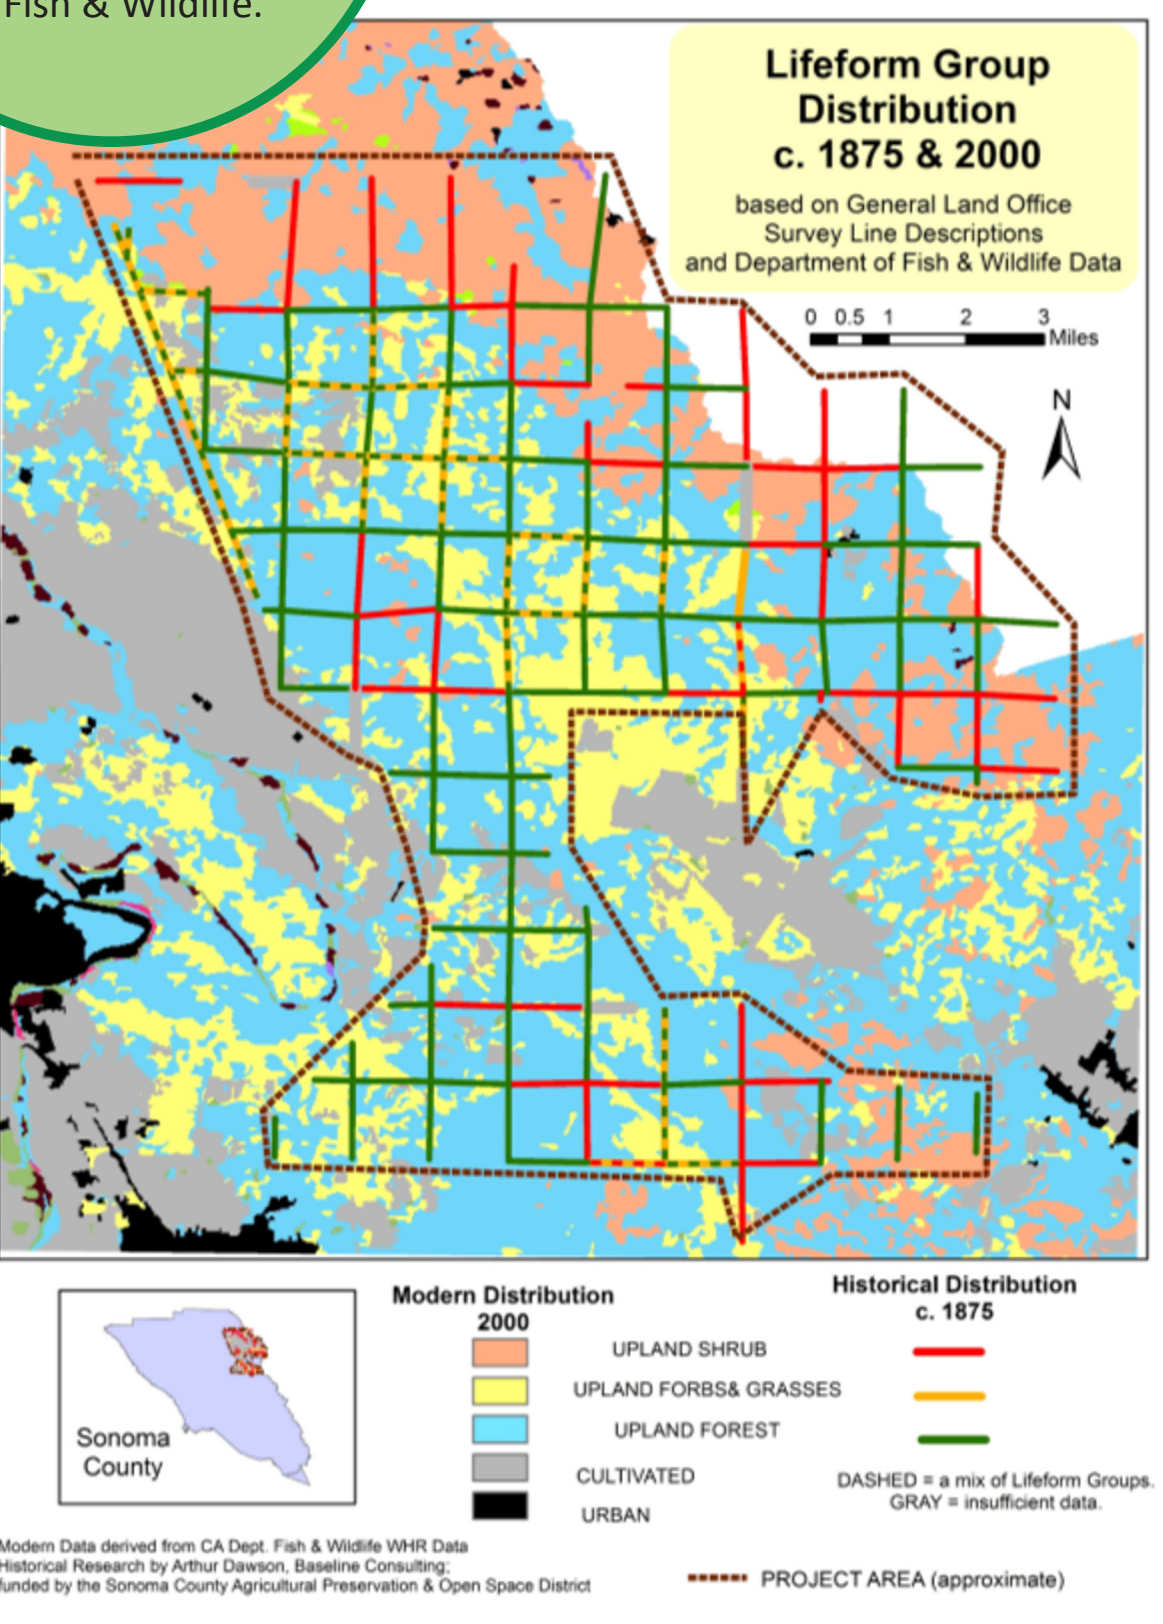 Fish & Wildlife.
Lifeform Group
Distribution
c. 1875 & 2000
based on General Land Office
Survey Line Descriptions
and Department of Fish & Wildlife Data
0 0.5 1 2 3
Miles
N
Sonoma
County
Modern Distribution
2000
Historical Distribution
c. 1875
UPLAND SHRUB
UPLAND FORBS& GRASSES
UPLAND FOREST
CULTIVATED
URBAN
DASHED = a mix of Lifeform Groups.
GRAY = insufficient data.
Modern Data derived from CA Dept. Fish & Wildlife WHR Data
Historical Research by Arthur Dawson, Baseline Consulting;
funded by the Sonoma County Agricultural Preservation & Open Space District
PROJECT AREA (approximate)